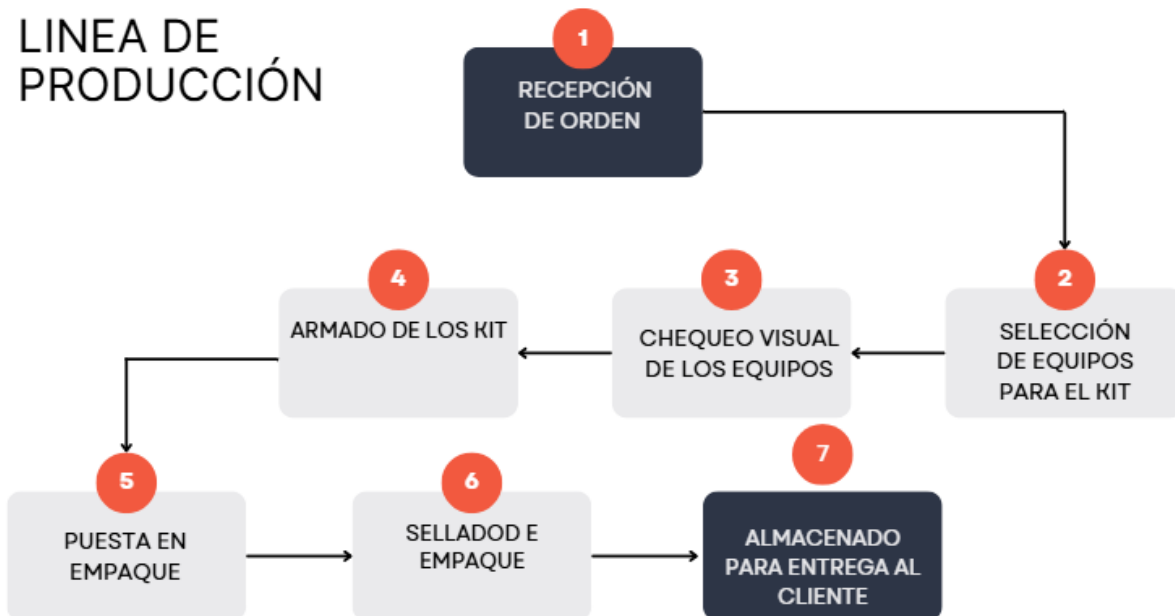 LINEA DE
PRODUCCIÓN
1
RECEPCIÓN
DE ORDEN
2
SELECCIÓN
DE EQUIPOS
PARA EL KIT
3
CHEQUEO VISUAL
DE LOS EQUIPOS
4
ARMADO DE LOS KIT
5
PUESTA EN
EMPAQUE
6
SELLADOD E
EMPAQUE
7
ALMACENADO
PARA ENTREGA AL
CLIENTE